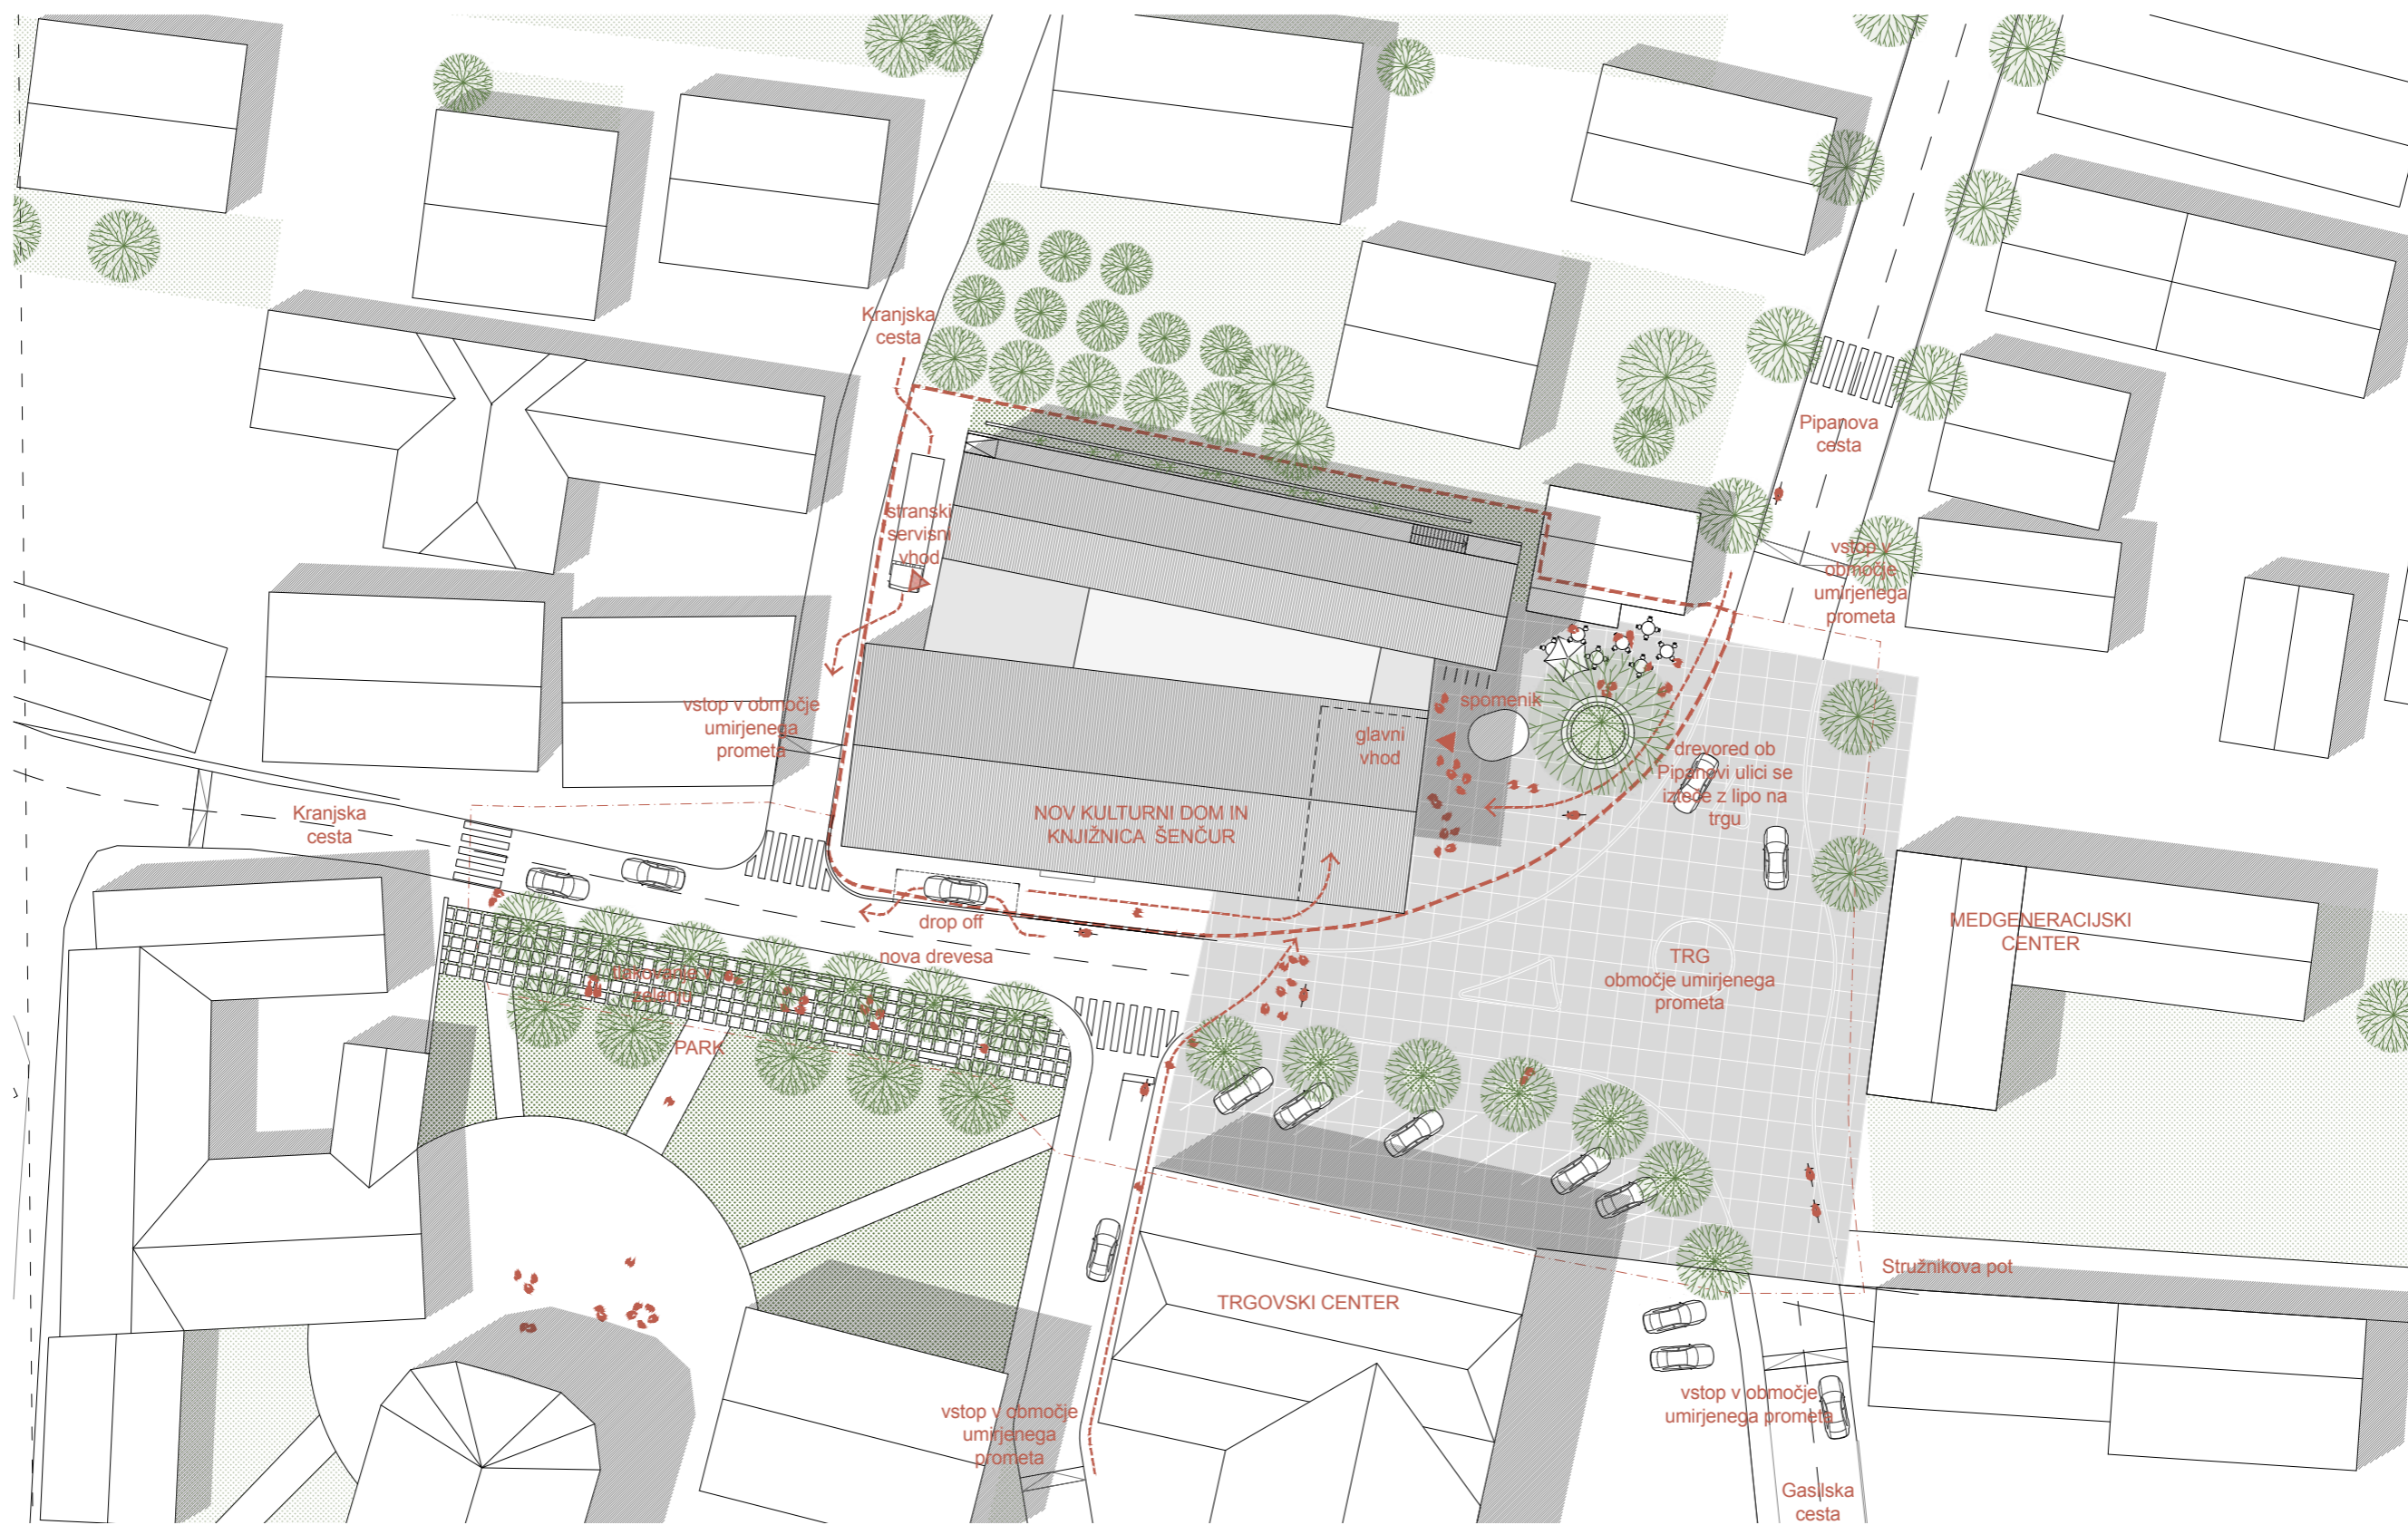 Kranjska
cesta
Pipanova
cesta
stranski
servisni
vhod
vstop v
območje
umirjenega
prometa
vstop v območje
umirjenega
prometa
spomenik
glavni
vhod
drevored ob
Pipanovi ulici se
izteče z lipo na
trgu
Kranjska
cesta
NOV KULTURNI DOM IN
KNJIŽNICA ŠENČUR
drop off
nova drevesa
MEDGENERACIJSKI
CENTER
TRG
območje umirjenega
prometa
tlakovanje v
zelenju
PARK
Stružnikova pot
TRGOVSKI CENTER
vstop v območje
umirjenega prometa
vstop v območje
umirjenega
prometa
Gasilska
cesta